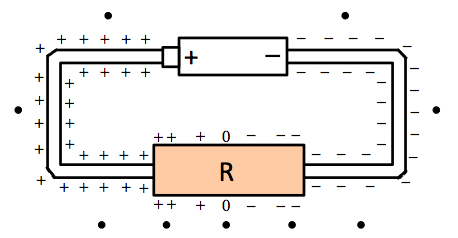 + + + + + − − − −
+ −
+ + + + − − − −
++ + 0 − −−
R
+ + + + − − −
+ + + + + − − −
++ + 0 − −−